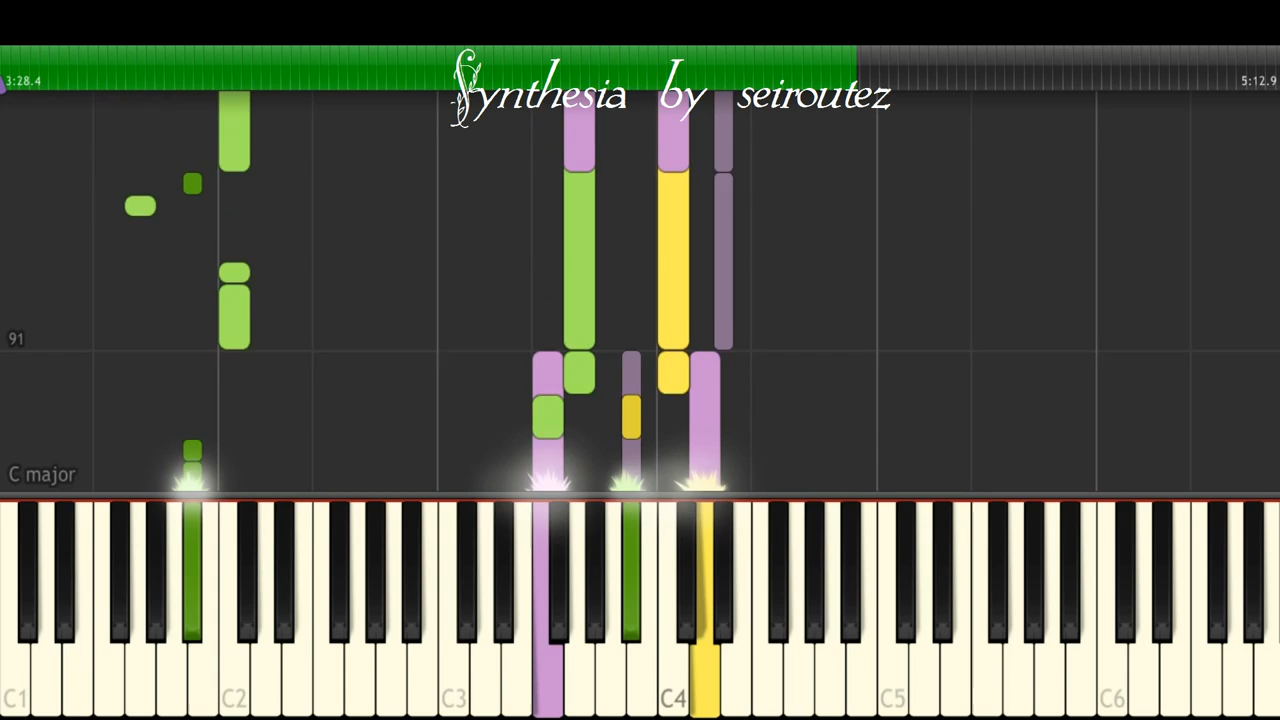 3:28.4
Synthesia by seiroutez
5:12.9
91
C major
C1 C2 C3 C4 C5 C6